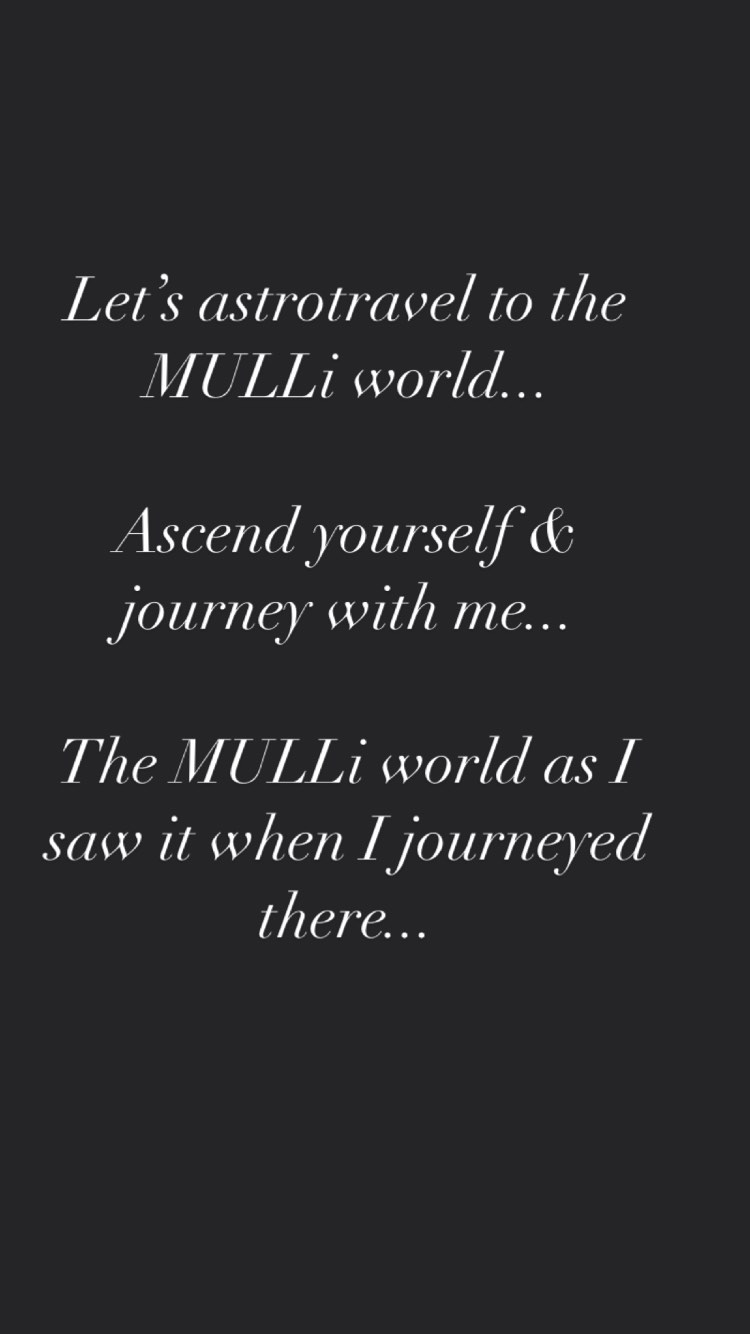 Let’s astrotravel to the
MULLi world...
Ascend yourself &
journey with me...
The MULLi world as I
saw it when I journeyed
there...